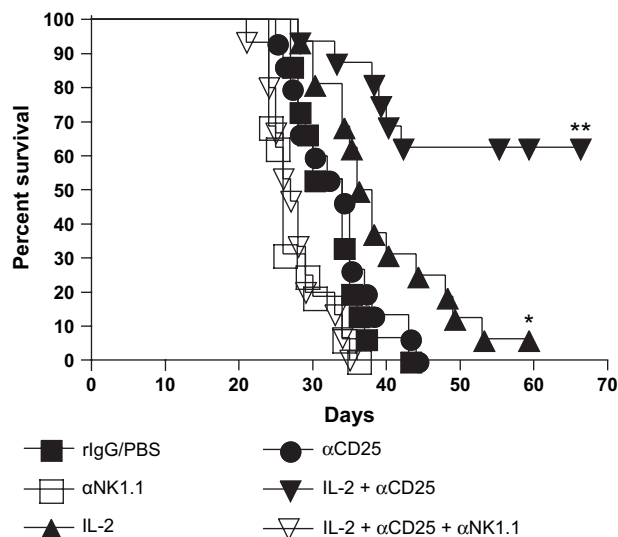 100
90
80
70
60
50
40
30
20
10
0
Percent survival
**
*
0 10 20 30 40 50 60 70
Days
rIgG/PBS
αCD25
αNK1.1
IL-2 + αCD25
IL-2
IL-2 + αCD25 + αNK1.1